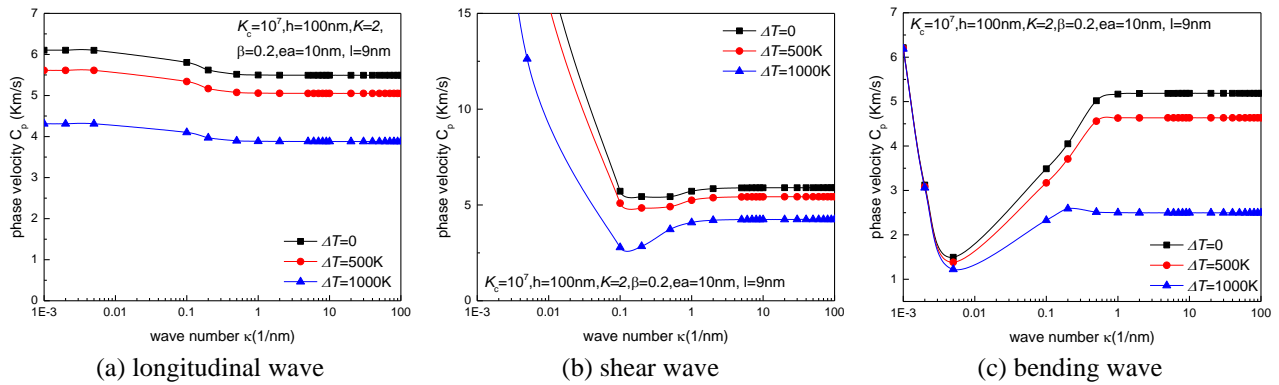 K_c=10^7,h=100nm,K=2,
β=0.2,ea=10nm, l=9nm
phase velocity C_p (Km/s)
7
6
5
4
3
2
1
0
ΔT=0
ΔT=500K
ΔT=1000K
1E-3 0.01 0.1 1 10 100
wave number κ(1/nm)
(a) longitudinal wave
phase velocity C_p (Km/s)
15
10
5
0
ΔT=0
ΔT=500K
ΔT=1000K
K_c=10^7,h=100nm,K=2,β=0.2,ea=10nm, l=9nm
1E-3 0.01 0.1 1 10 100
wave number κ(1/nm)
(b) shear wave
K_c=10^7,h=100nm,K=2,β=0.2,ea=10nm, l=9nm
phase velocity C_p (Km/s)
7
6
5
4
3
2
1
ΔT=0
ΔT=500K
ΔT=1000K
1E-3 0.01 0.1 1 10 100
wave number κ(1/nm)
(c) bending wave